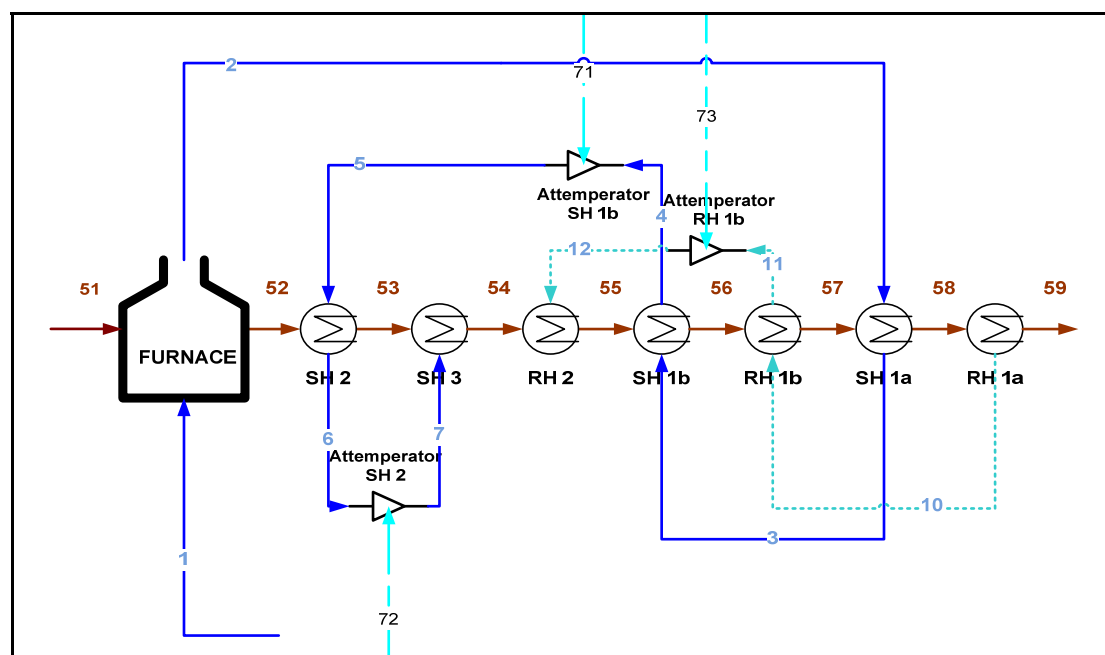 2
71
73
5
Attemperator
SH 1b
4
Attemperator
RH 1b
12
11
51
52
53
54
55
56
57
58
59
FURNACE
SH 2
SH 3
RH 2
SH 1b
RH 1b
SH 1a
RH 1a
6
7
Attemperator
SH 2
10
3
1
72